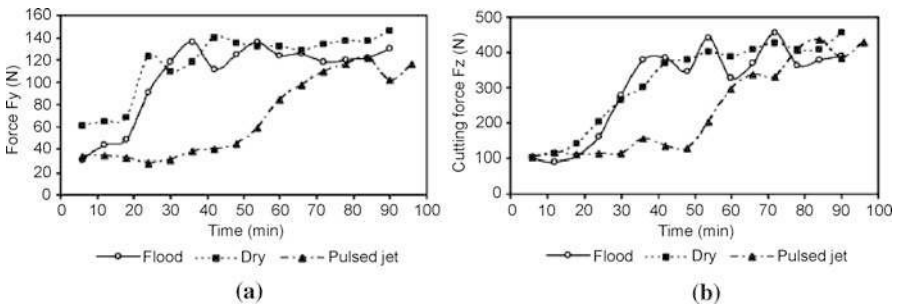 (a)
160
140
120
100
80
60
40
20
0
Force Fy (N)
0 10 20 30 40 50 60 70 80 90 100
Time (min)
Flood Dry Pulsed jet
(a)
(b)
500
400
300
200
100
0
Cutting force Fz (N)
0 10 20 30 40 50 60 70 80 90 100
Time (min)
Flood Dry Pulsed jet
(b)